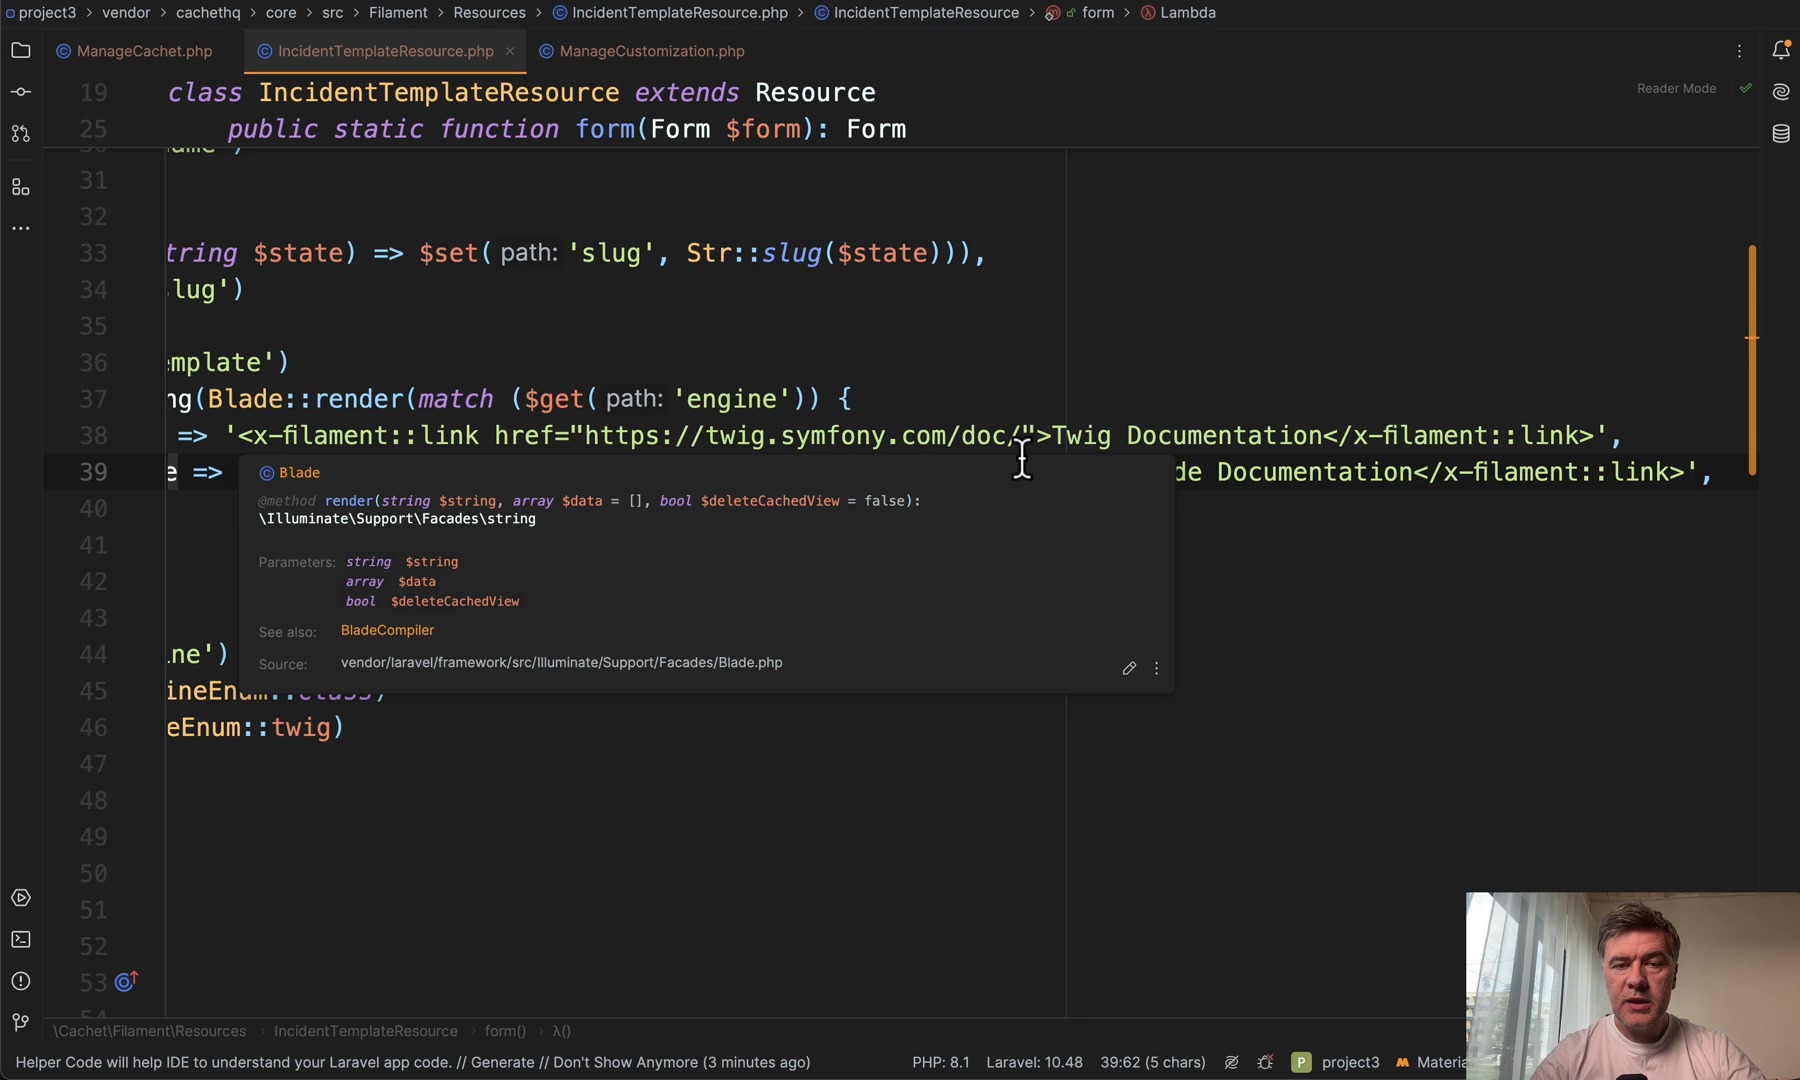 project3 › vendor › cachethq › core › src › Filament › Resources › IncidentTemplateResource.php › IncidentTemplateResource › form › Lambda
ManageCachet.php
IncidentTemplateResource.php ×
ManageCustomization.php
Reader Mode
19 class IncidentTemplateResource extends Resource
25 public static function form(Form $form): Form
31
32
33 tring $state) => $set( path: 'slug', Str::slug($state))),
34 lug')
35
36 emplate')
37 ng(Blade::render(match ($get( path: 'engine')) {
38 => '<x-filament::link href="https://twig.symfony.com/doc/">Twig Documentation</x-filament::link>',
39 e => de Documentation</x-filament::link>',
40
Blade
@method render(string $string, array $data = [], bool $deleteCachedView = false):
\Illuminate\Support\Facades\string
41
Parameters: string $string
array $data
42
bool $deleteCachedView
43
See also: BladeCompiler
44 ine')
Source: vendor/laravel/framework/src/Illuminate/Support/Facades/Blade.php
45 ineEnum::class)
46 eEnum::twig)
47
48
49
50
51
52
53
54
\Cachet\Filament\Resources › IncidentTemplateResource › form() › λ()
Helper Code will help IDE to understand your Laravel app code. // Generate // Don't Show Anymore (3 minutes ago)
PHP: 8.1 Laravel: 10.48 39:62 (5 chars) P project3 Materia